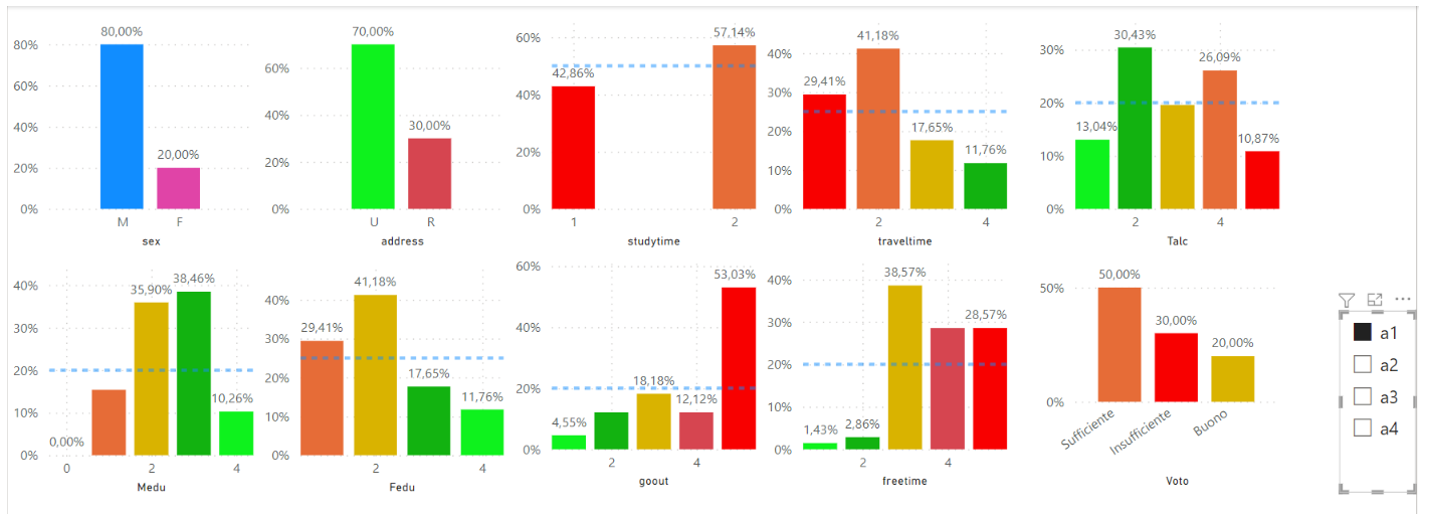 80% 60% 40% 20% 0%
80,00% 20,00%
M F
sex
60% 40% 20% 0%
70,00% 30,00%
U R
address
60% 40% 20% 0%
42,86% 57,14%
1 2
studytime
40% 30% 20% 10% 0%
29,41% 41,18% 17,65% 11,76%
2 4
traveltime
30% 20% 10% 0%
13,04% 30,43% 26,09% 10,87%
2 4
Talc
40% 30% 20% 10% 0%
0,00% 35,90% 38,46% 10,26%
0 2 4
Medu
40% 30% 20% 10% 0%
29,41% 41,18% 17,65% 11,76%
2 4
Fedu
60% 40% 20% 0%
4,55% 18,18% 12,12% 53,03%
2 4
goout
40% 30% 20% 10% 0%
1,43% 2,86% 38,57% 28,57%
2 4
freetime
50% 0%
50,00% 30,00% 20,00%
Sufficiente Insufficiente Buono
Voto
a1
a2
a3
a4